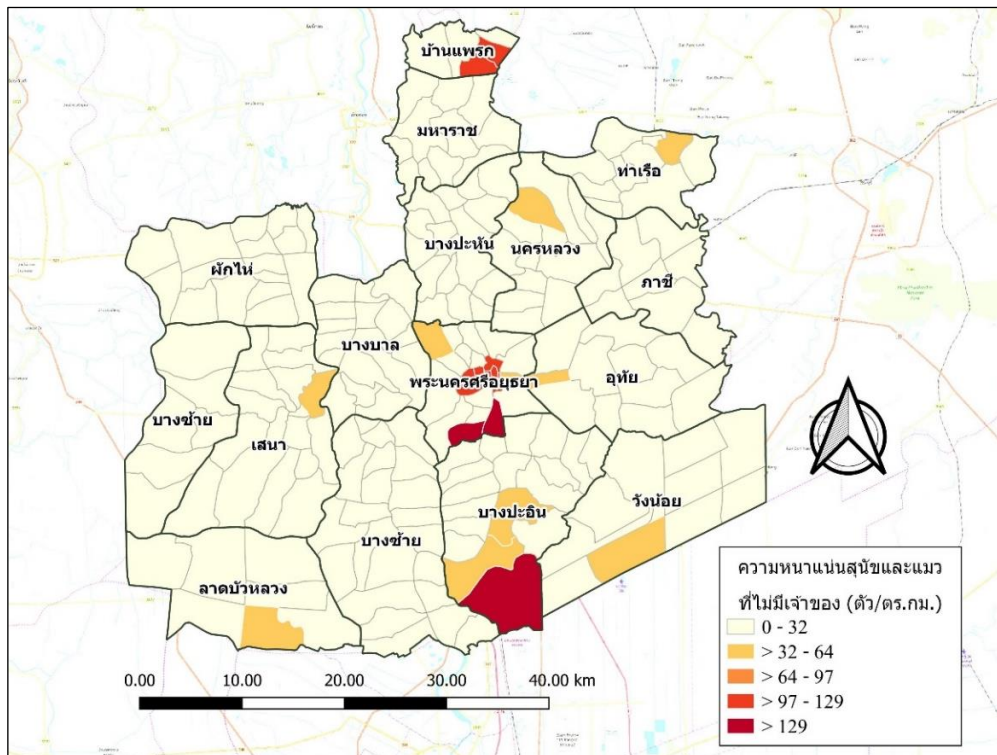 บ้านแพรก
มหาราช
ท่าเรือ
บางปะหัน
นครหลวง
ผักไห่
ภาชี
บางบาล
พระนครศรีอยุธยา
อุทัย
บางซ้าย
เสนา
วังน้อย
บางปะอิน
บางซ้าย
ลาดบัวหลวง
ความหนาแน่นสุนัขและแมว
ที่ไม่มีเจ้าของ (ตัว/ตร.กม.)
0 - 32
> 32 - 64
> 64 - 97
> 97 - 129
> 129
0.00 10.00 20.00 30.00 40.00 km